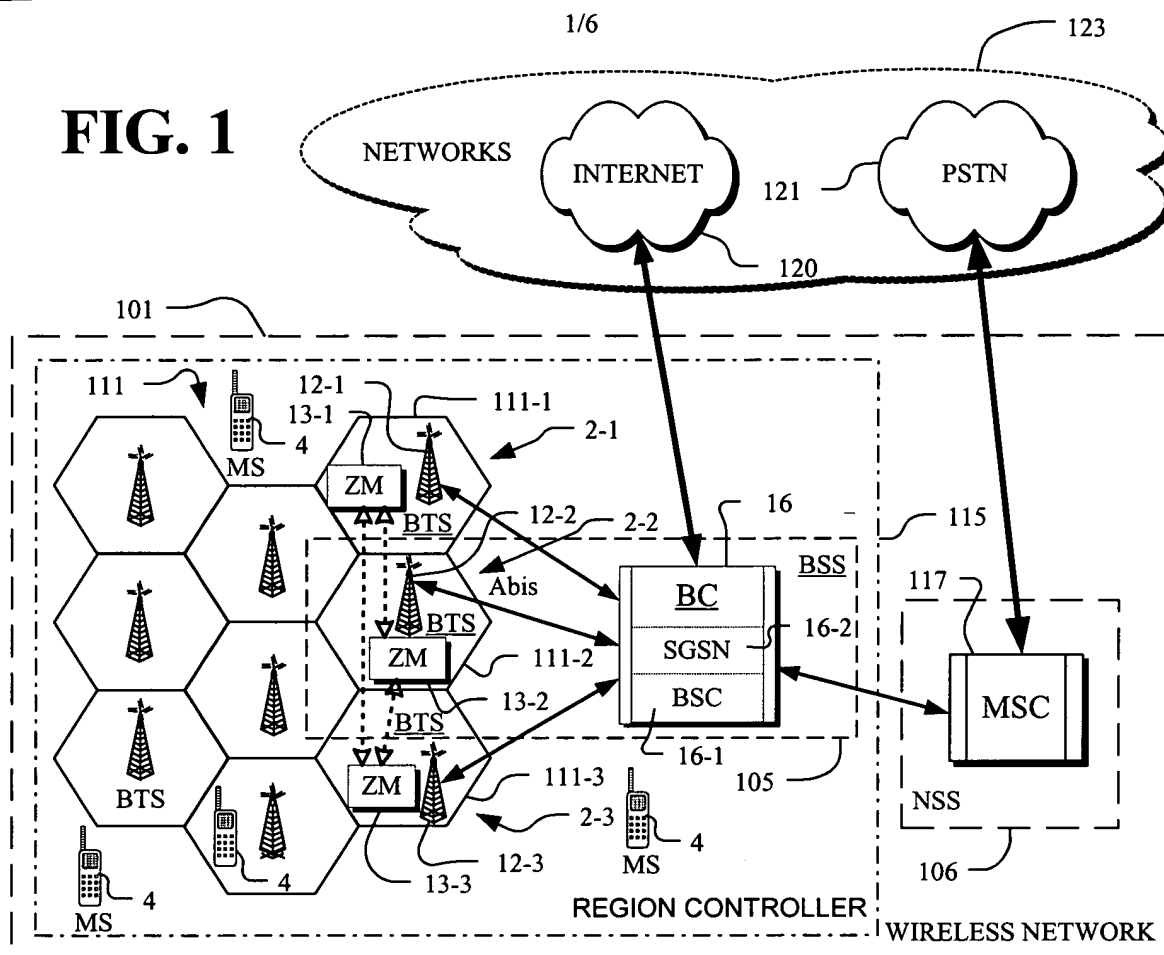 1/6
123
FIG. 1
NETWORKS
INTERNET
121
PSTN
120
101
111
12-1
13-1
111-1
4
MS
2-1
ZM
BTS
12-2
2-2
16
115
Abis
BSS
BC
117
BTS
SGSN
16-2
ZM
111-2
BSC
MSC
13-2
BTS
16-1
ZM
111-3
105
BTS
NSS
2-3
4
4
12-3
MS
106
4
13-3
MS
REGION CONTROLLER
WIRELESS NETWORK